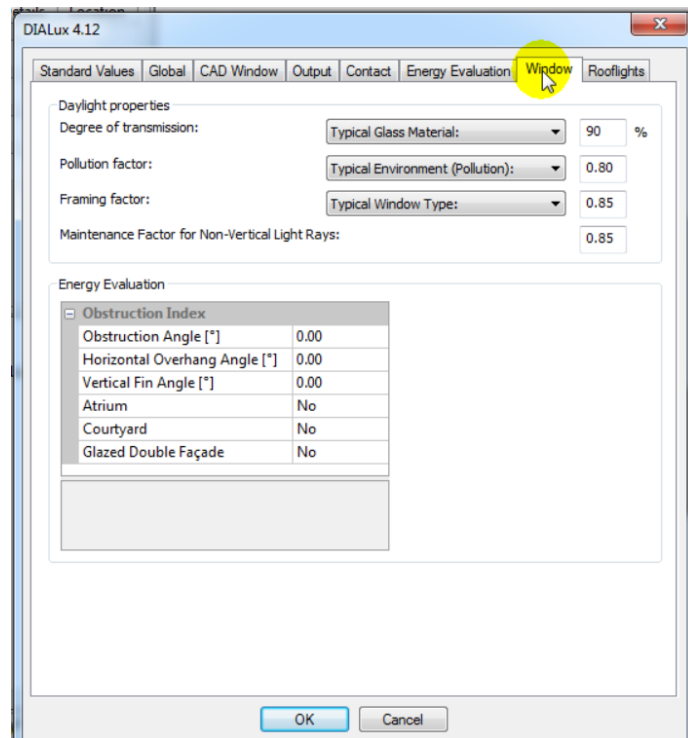 etails Location
DIALux 4.12
Standard Values Global CAD Window Output Contact Energy Evaluation Window Rooflights
Daylight properties
Degree of transmission: Typical Glass Material: 90 %
Pollution factor: Typical Environment (Pollution): 0.80
Framing factor: Typical Window Type: 0.85
Maintenance Factor for Non-Vertical Light Rays: 0.85
Energy Evaluation
Obstruction Index
Obstruction Angle [°] 0.00
Horizontal Overhang Angle [°] 0.00
Vertical Fin Angle [°] 0.00
Atrium No
Courtyard No
Glazed Double Façade No
OK Cancel